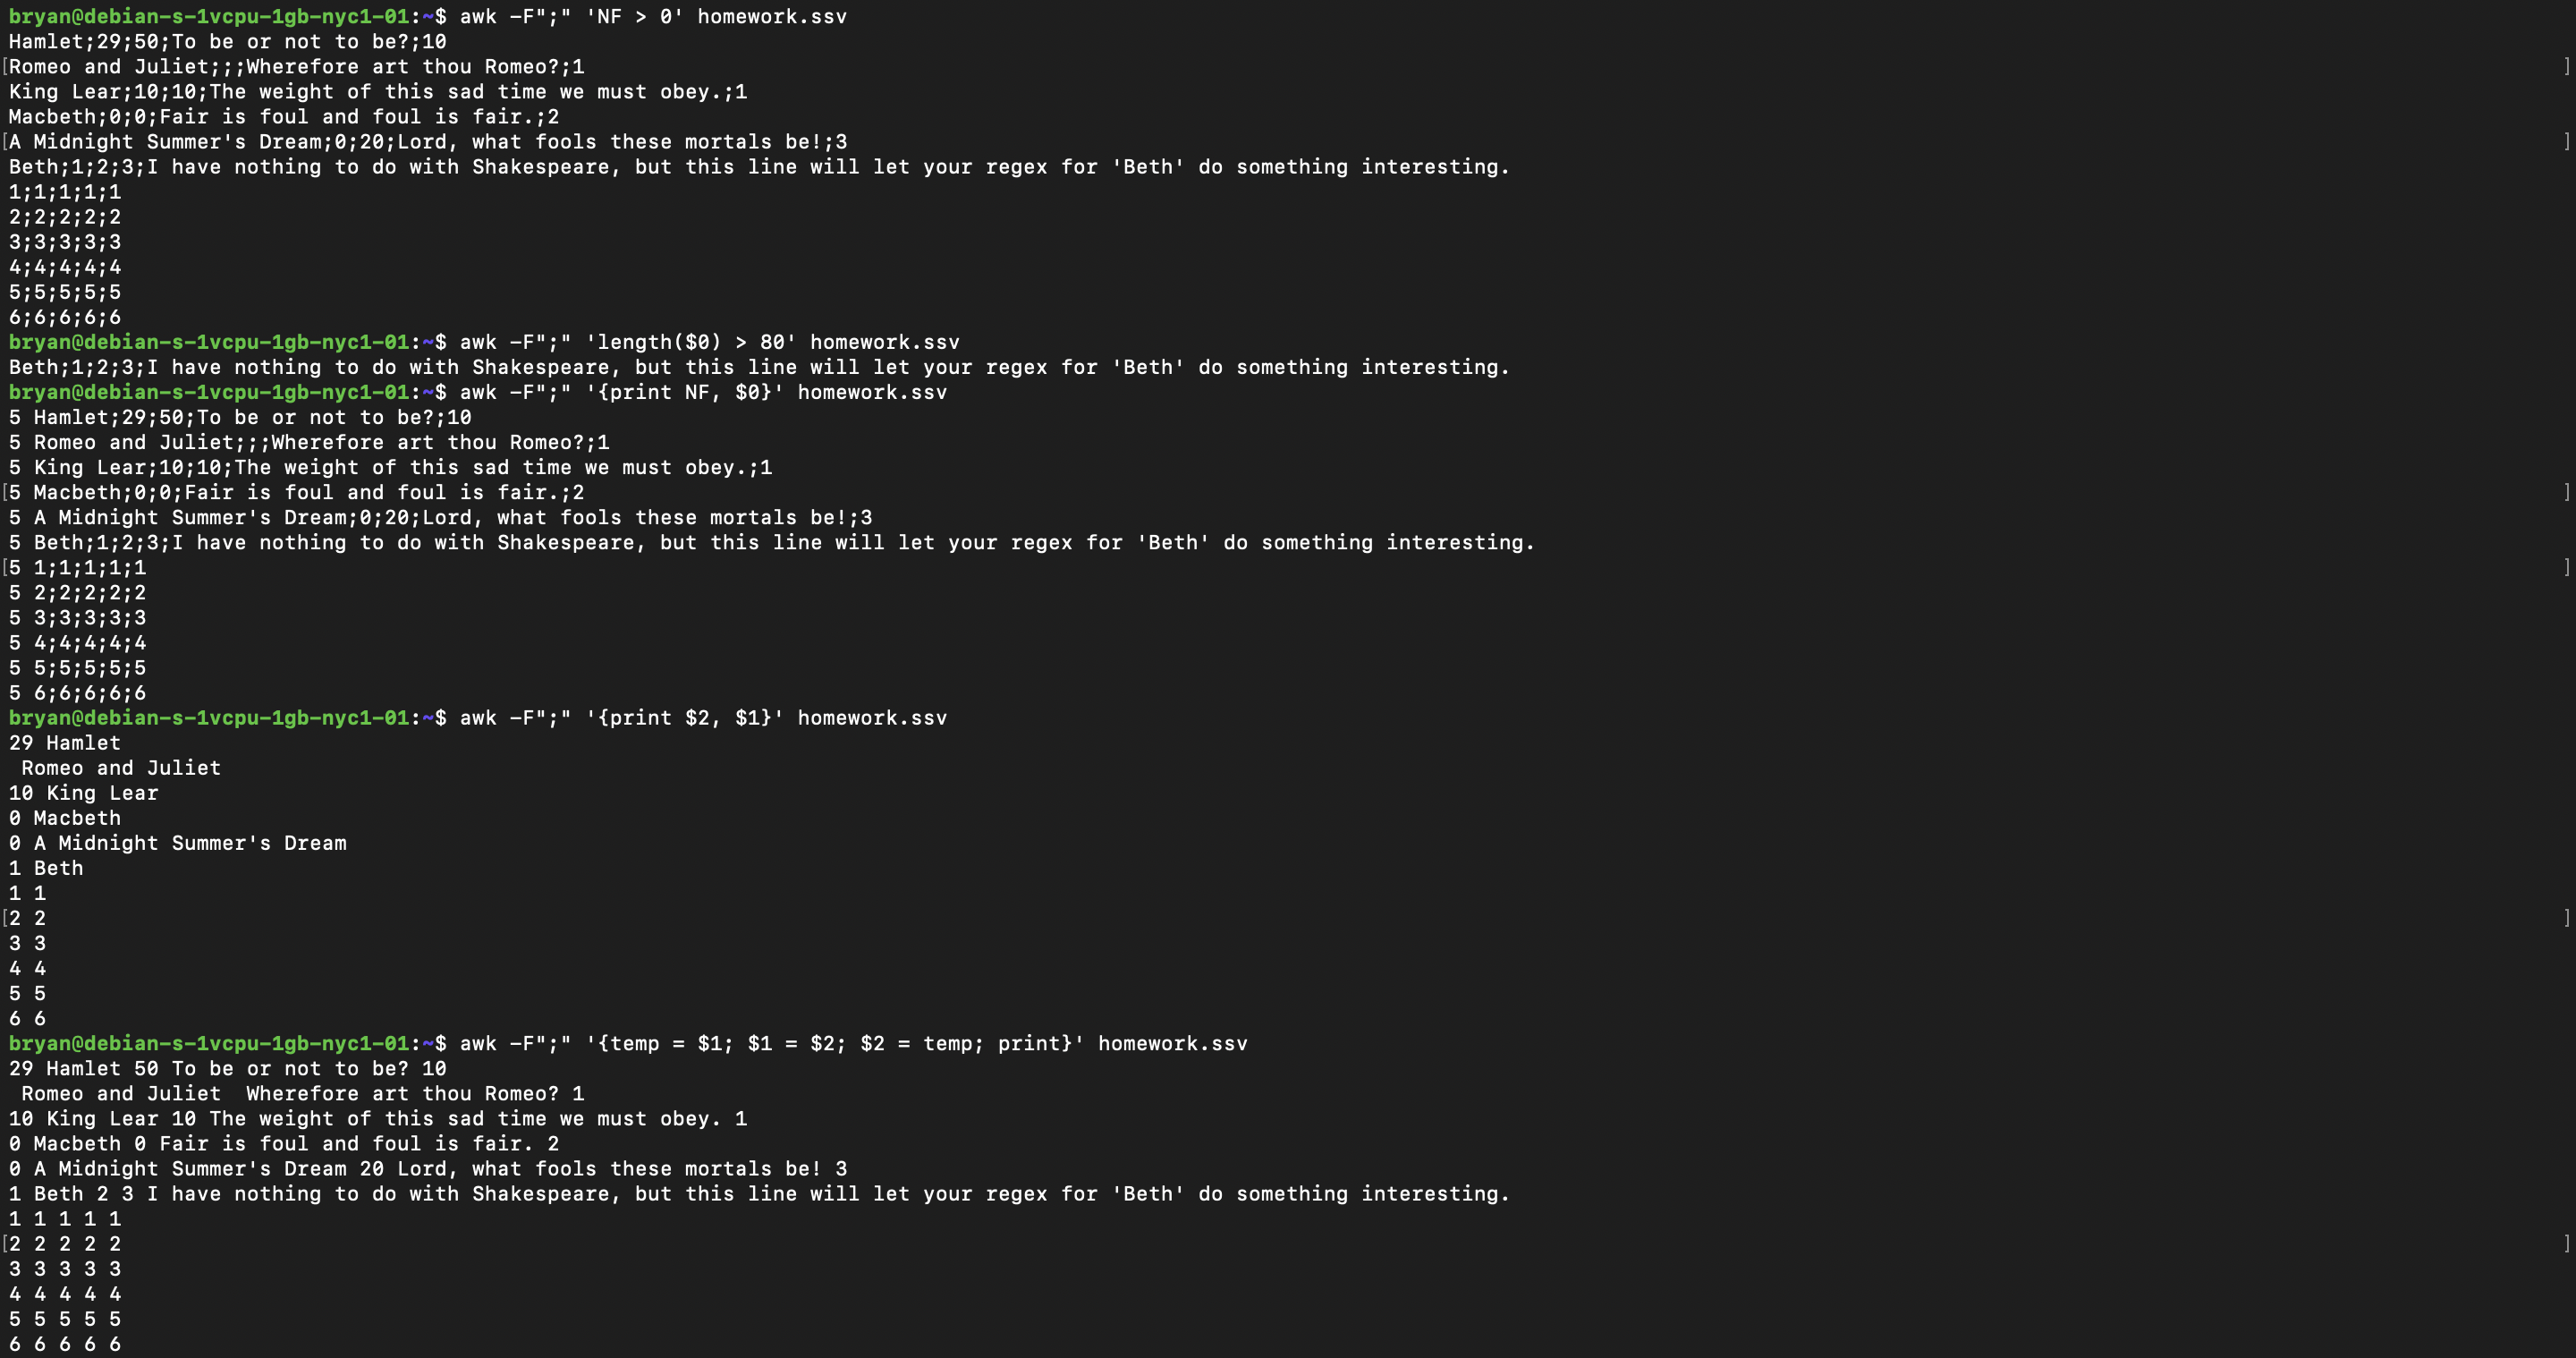 bryan@debian-s-1vcpu-1gb-nyc1-01:~$ awk -F";" 'NF > 0' homework.ssv
Hamlet;29;50;To be or not to be?;10
[Romeo and Juliet;;;Wherefore art thou Romeo?;1 ]
King Lear;10;10;The weight of this sad time we must obey.;1
Macbeth;0;0;Fair is foul and foul is fair.;2
[A Midnight Summer's Dream;0;20;Lord, what fools these mortals be!;3 ]
Beth;1;2;3;I have nothing to do with Shakespeare, but this line will let your regex for 'Beth' do something interesting.
1;1;1;1;1
2;2;2;2;2
3;3;3;3;3
4;4;4;4;4
5;5;5;5;5
6;6;6;6;6
bryan@debian-s-1vcpu-1gb-nyc1-01:~$ awk -F";" 'length($0) > 80' homework.ssv
Beth;1;2;3;I have nothing to do with Shakespeare, but this line will let your regex for 'Beth' do something interesting.
bryan@debian-s-1vcpu-1gb-nyc1-01:~$ awk -F";" '{print NF, $0}' homework.ssv
5 Hamlet;29;50;To be or not to be?;10
5 Romeo and Juliet;;;Wherefore art thou Romeo?;1
5 King Lear;10;10;The weight of this sad time we must obey.;1
[5 Macbeth;0;0;Fair is foul and foul is fair.;2 ]
5 A Midnight Summer's Dream;0;20;Lord, what fools these mortals be!;3
5 Beth;1;2;3;I have nothing to do with Shakespeare, but this line will let your regex for 'Beth' do something interesting.
[5 1;1;1;1;1 ]
5 2;2;2;2;2
5 3;3;3;3;3
5 4;4;4;4;4
5 5;5;5;5;5
5 6;6;6;6;6
bryan@debian-s-1vcpu-1gb-nyc1-01:~$ awk -F";" '{print $2, $1}' homework.ssv
29 Hamlet
 Romeo and Juliet
10 King Lear
0 Macbeth
0 A Midnight Summer's Dream
1 Beth
1 1
[2 2 ]
3 3
4 4
5 5
6 6
bryan@debian-s-1vcpu-1gb-nyc1-01:~$ awk -F";" '{temp = $1; $1 = $2; $2 = temp; print}' homework.ssv
29 Hamlet 50 To be or not to be? 10
 Romeo and Juliet  Wherefore art thou Romeo? 1
10 King Lear 10 The weight of this sad time we must obey. 1
0 Macbeth 0 Fair is foul and foul is fair. 2
0 A Midnight Summer's Dream 20 Lord, what fools these mortals be! 3
1 Beth 2 3 I have nothing to do with Shakespeare, but this line will let your regex for 'Beth' do something interesting.
1 1 1 1 1
[2 2 2 2 2 ]
3 3 3 3 3
4 4 4 4 4
5 5 5 5 5
6 6 6 6 6